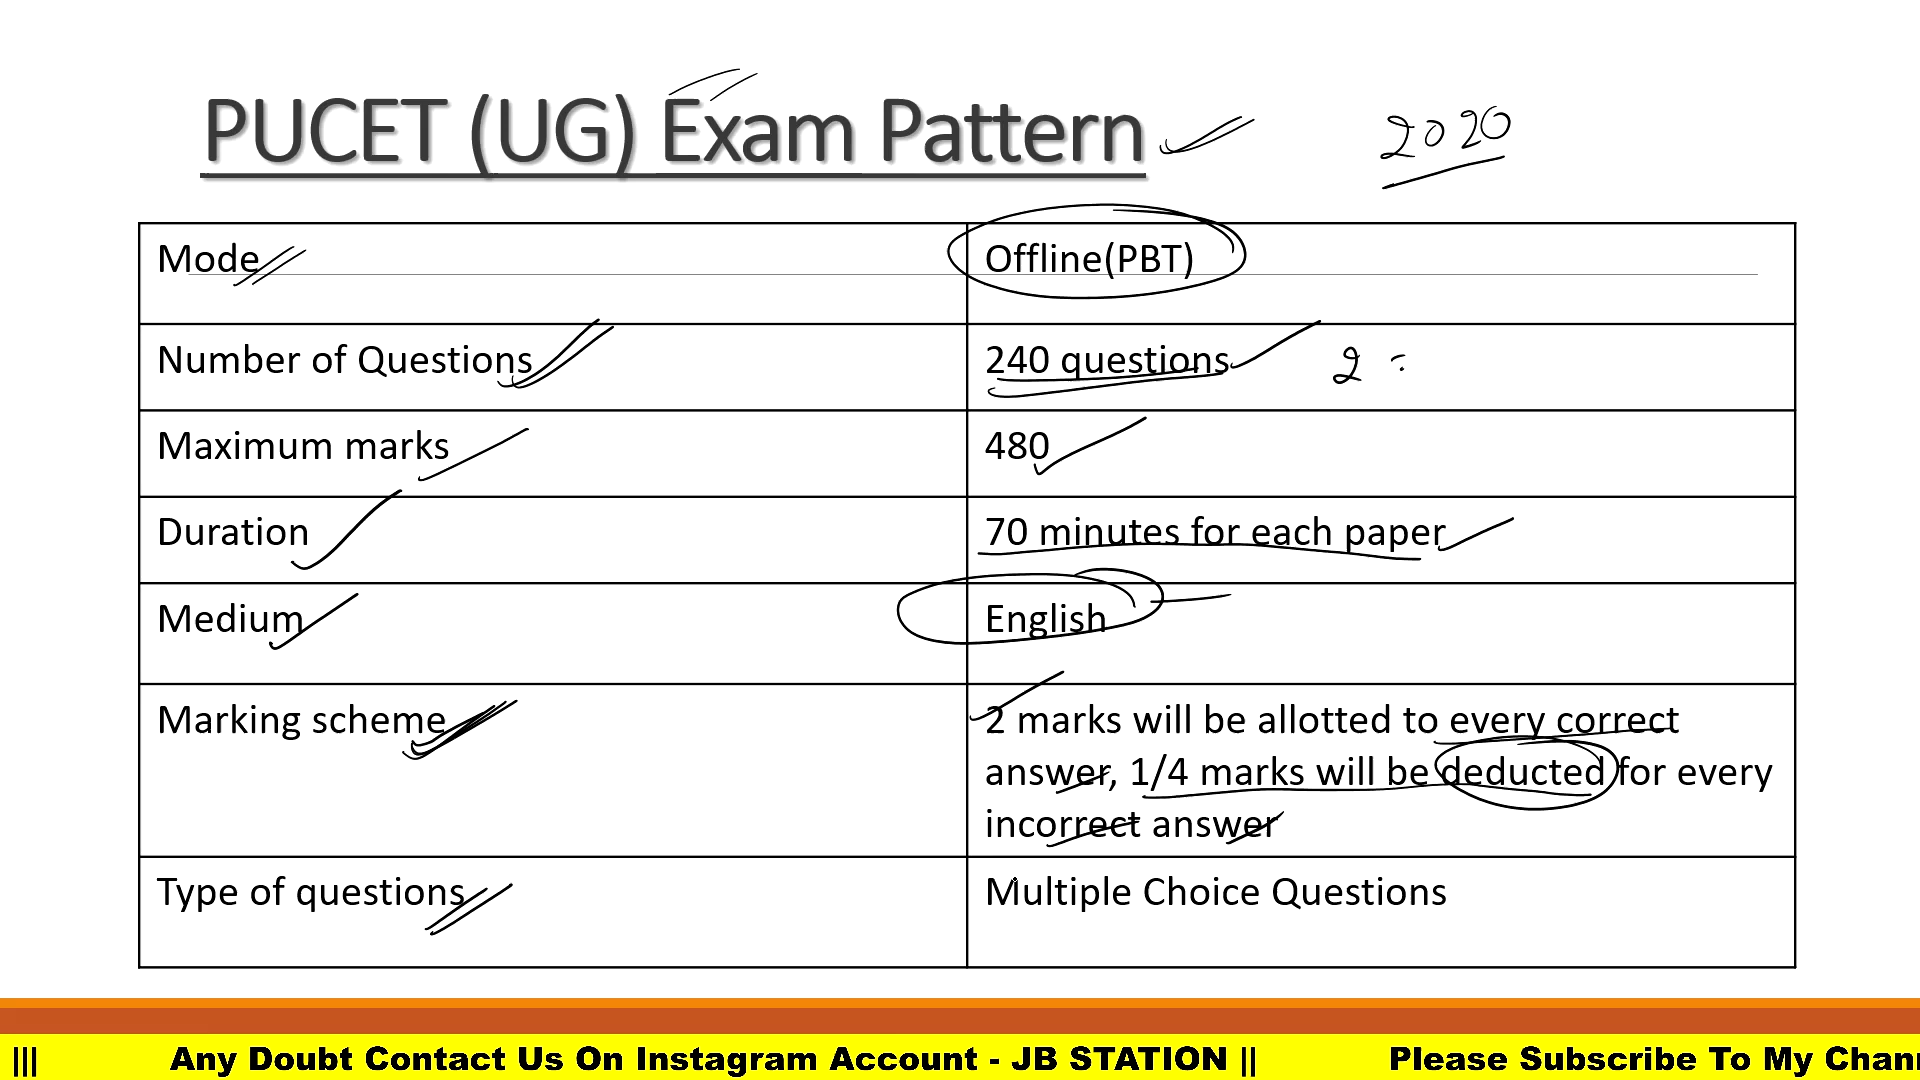 PUCET (UG) Exam Pattern
2020
Mode
Offline(PBT)
Number of Questions
240 questions
2
Maximum marks
480
Duration
70 minutes for each paper
Medium
English
Marking scheme
2 marks will be allotted to every correct
answer, 1/4 marks will be deducted for every
incorrect answer
Type of questions
Multiple Choice Questions
||| Any Doubt Contact Us On Instagram Account - JB STATION || Please Subscribe To My Chann